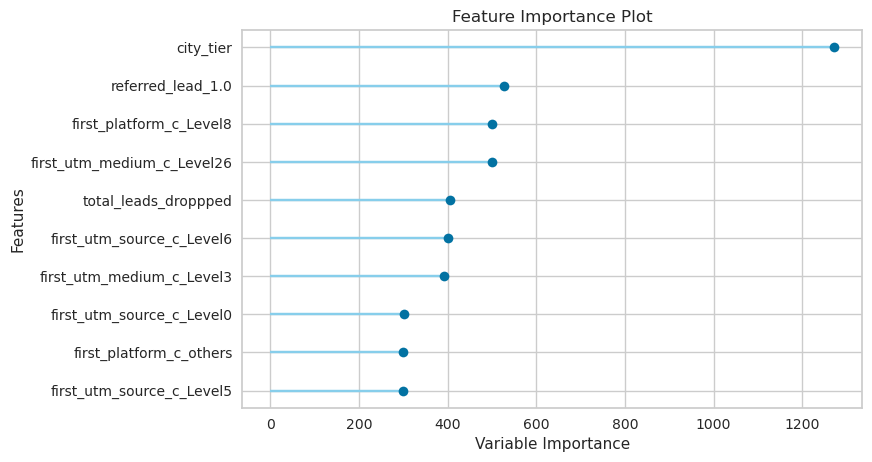 Feature Importance Plot
city_tier
referred_lead_1.0
first_platform_c_Level8
first_utm_medium_c_Level26
total_leads_droppped
first_utm_source_c_Level6
first_utm_medium_c_Level3
first_utm_source_c_Level0
first_platform_c_others
first_utm_source_c_Level5
Features
0 200 400 600 800 1000 1200
Variable Importance